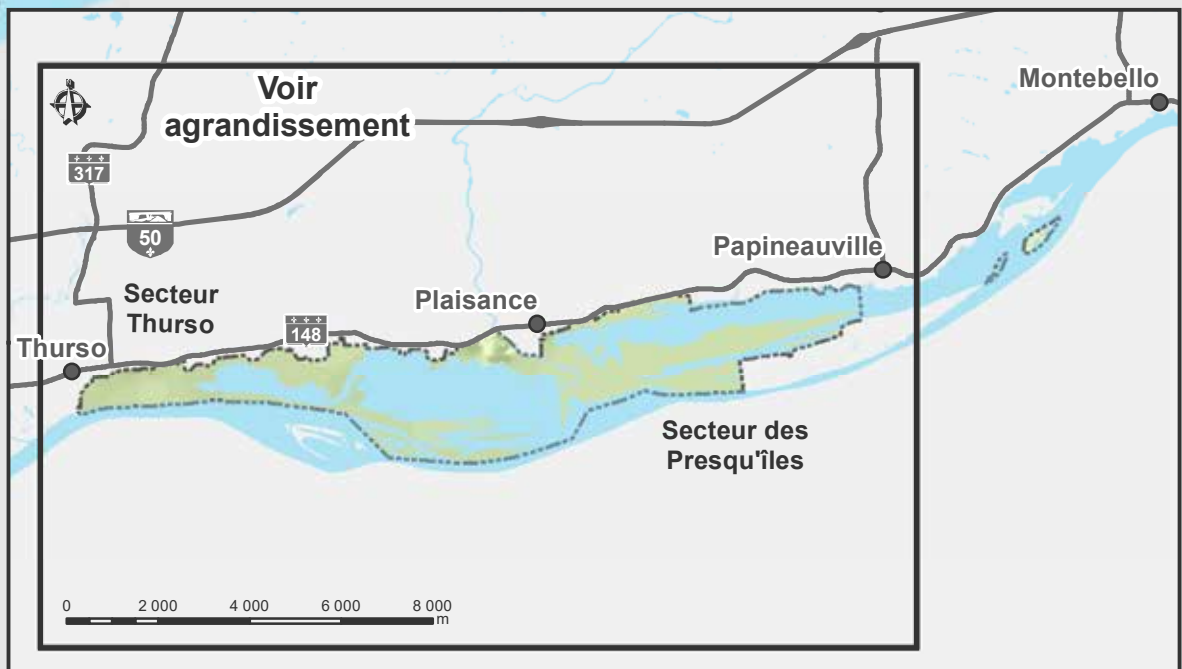 Voir
agrandissement
Montebello
317
50
Papineauville
Secteur
Thurso
Plaisance
148
Thurso
Secteur des
Presqu'îles
0 2 000 4 000 6 000 8 000
m